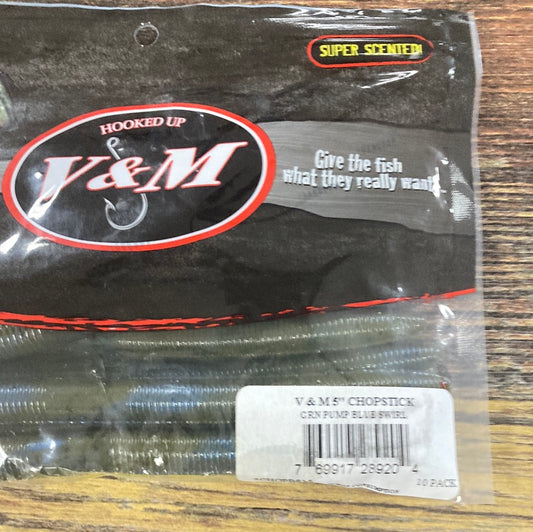 SUPER SCENTED!
HOOKED UP
V&M
Give the fish
what they really want
V & M 5" CHOPSTICK
GRN PUMP BLUE SWIRL
7 69917 28920 4
10 PACK